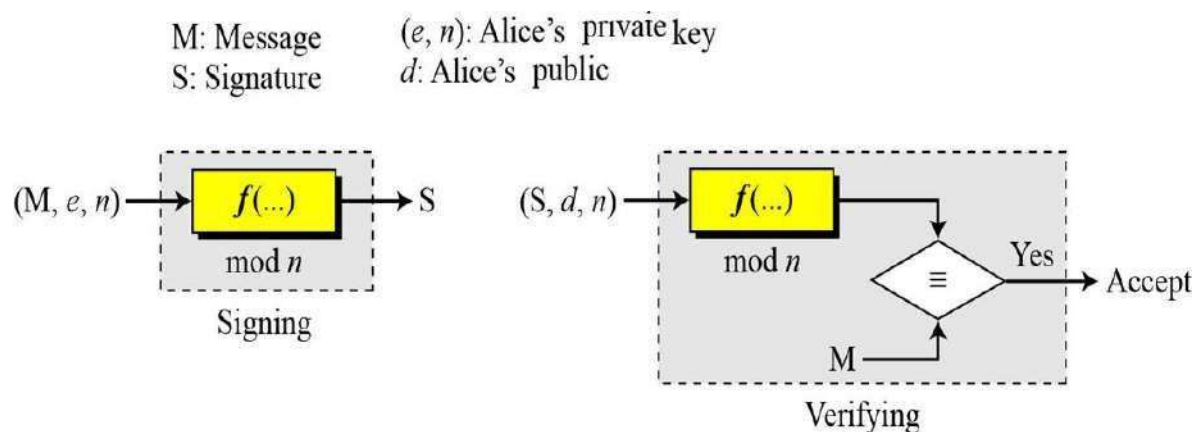 M: Message (e, n): Alice's private key
S: Signature d: Alice's public
(M, e, n) f(...) S (S, d, n) f(...)
mod n mod n
Yes
≡ Accept
Signing
M
Verifying